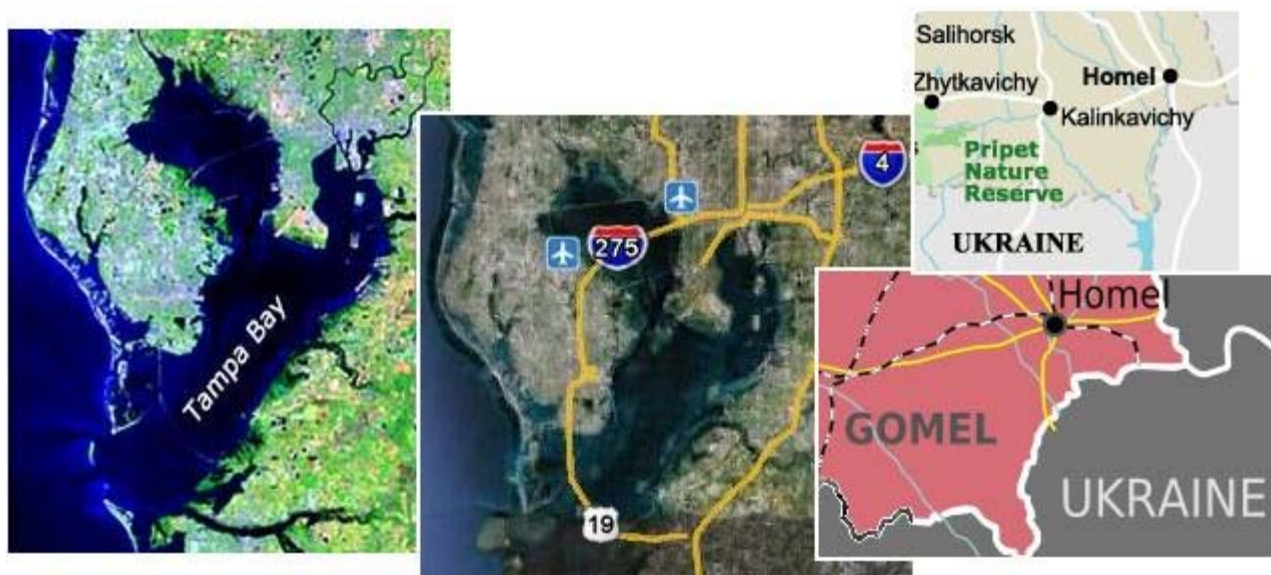 Tampa Bay
4
275
19
Salihorsk
Zhytkavichy
Homel
Kalinkavichy
Pripet
Nature
Reserve
UKRAINE
Homel
GOMEL
UKRAINE